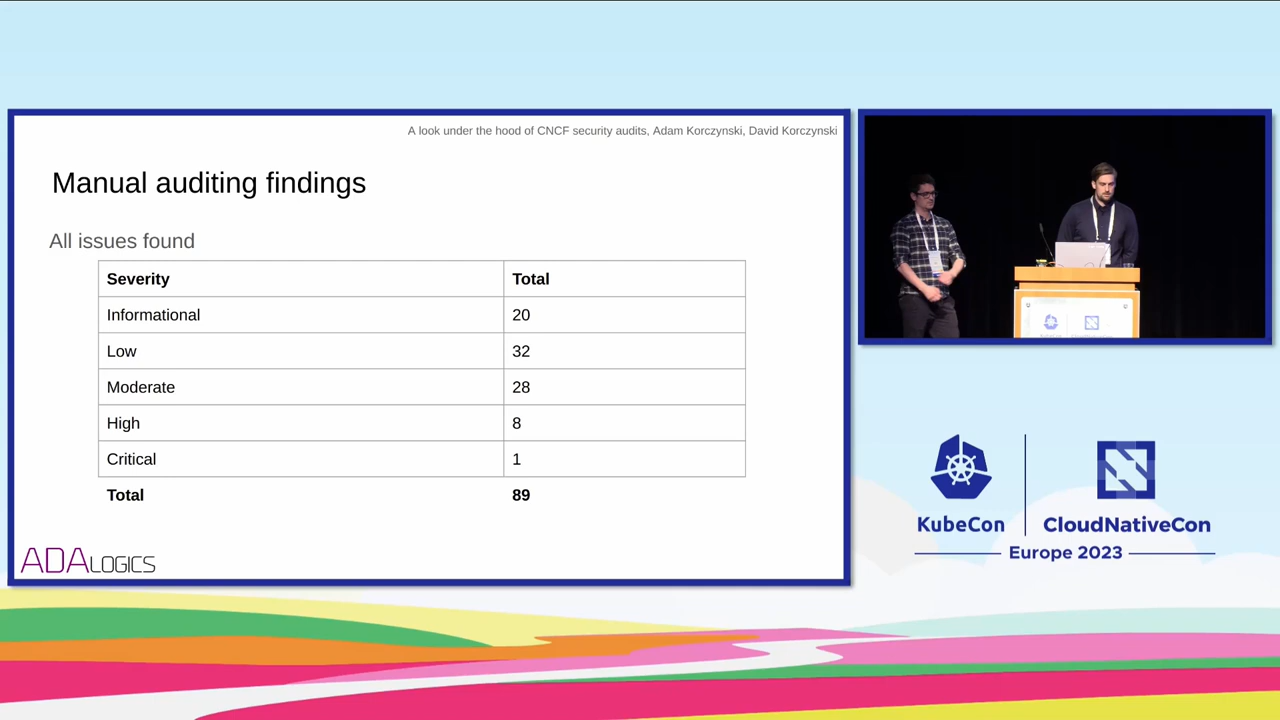 A look under the hood of CNCF security audits, Adam Korczynski, David Korczynski
Manual auditing findings
All issues found
Severity Total
Informational 20
Low 32
Moderate 28
High 8
Critical 1
Total 89
ADALOGICS
KubeCon
CloudNativeCon
Europe 2023